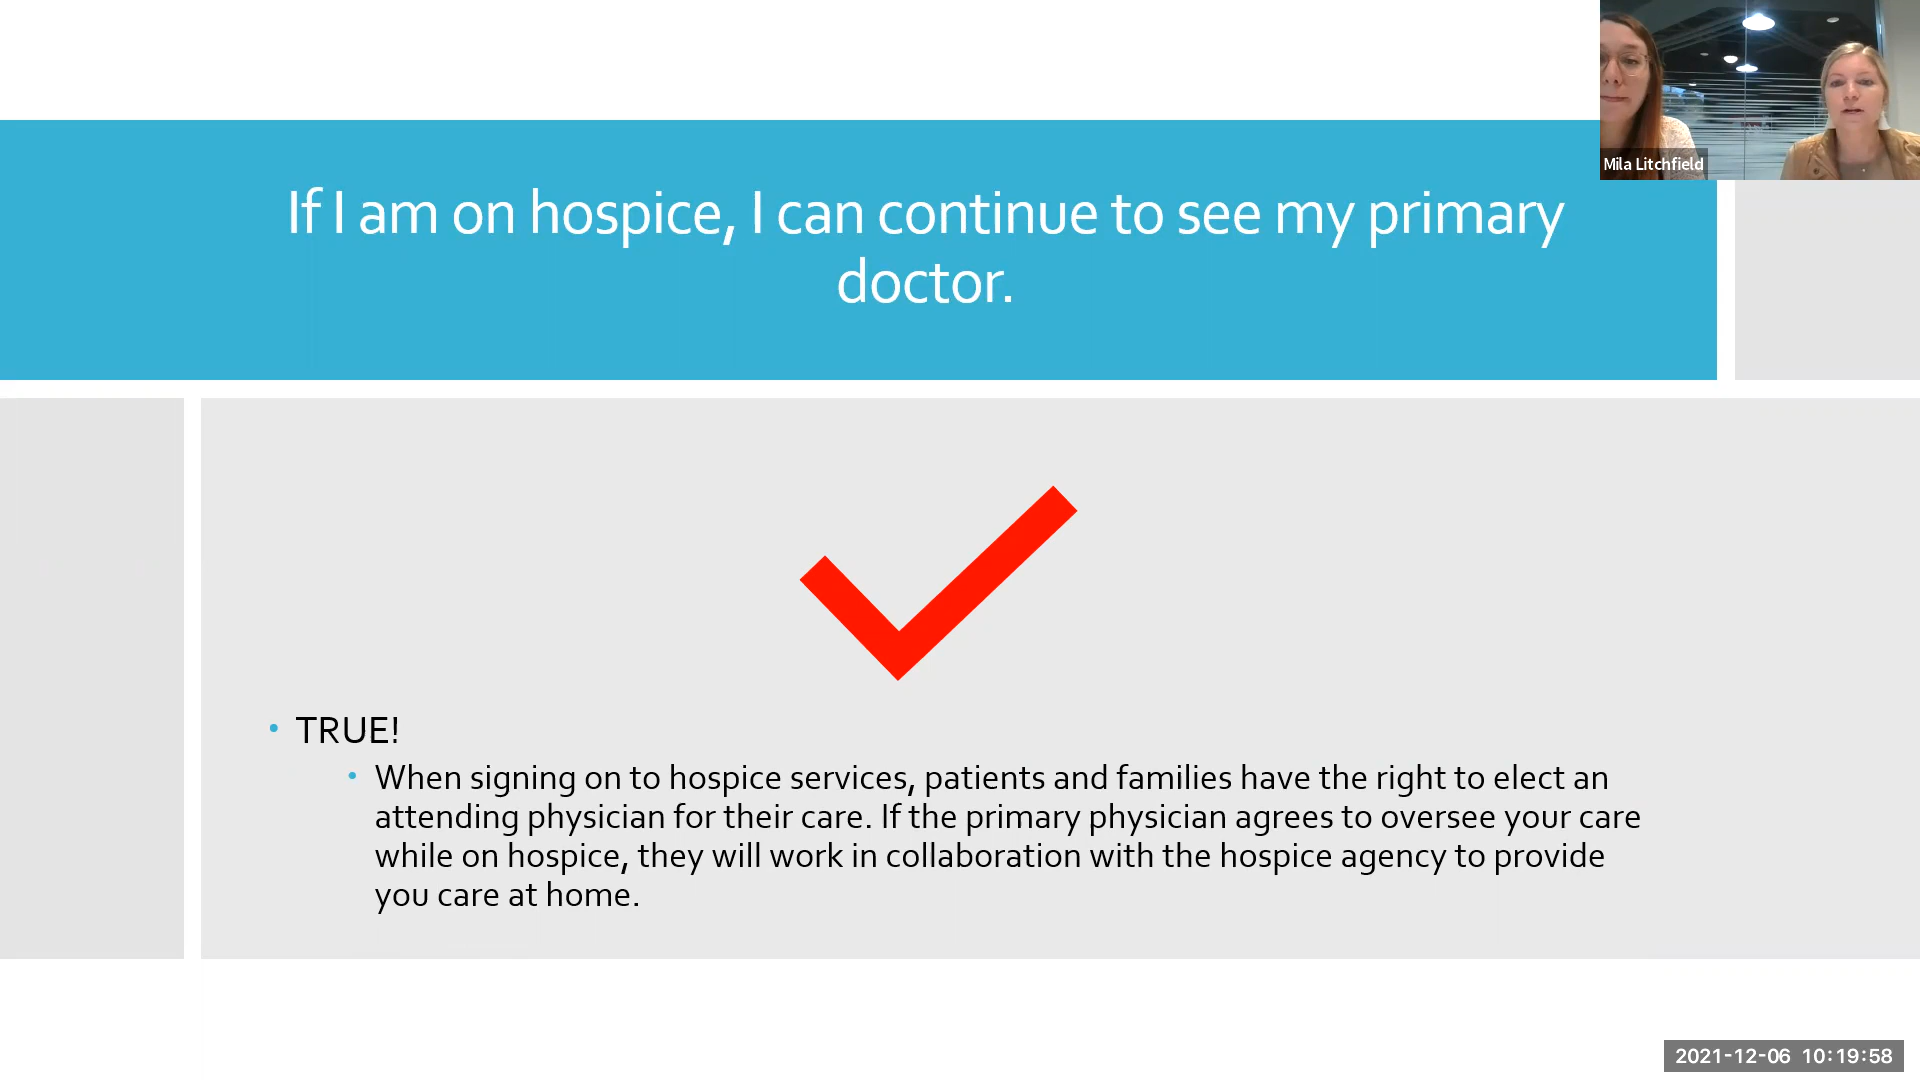 Mila Litchfield
If I am on hospice, I can continue to see my primary
doctor.
TRUE!
When signing on to hospice services, patients and families have the right to elect an
attending physician for their care. If the primary physician agrees to oversee your care
while on hospice, they will work in collaboration with the hospice agency to provide
you care at home.
2021-12-06 10:19:58